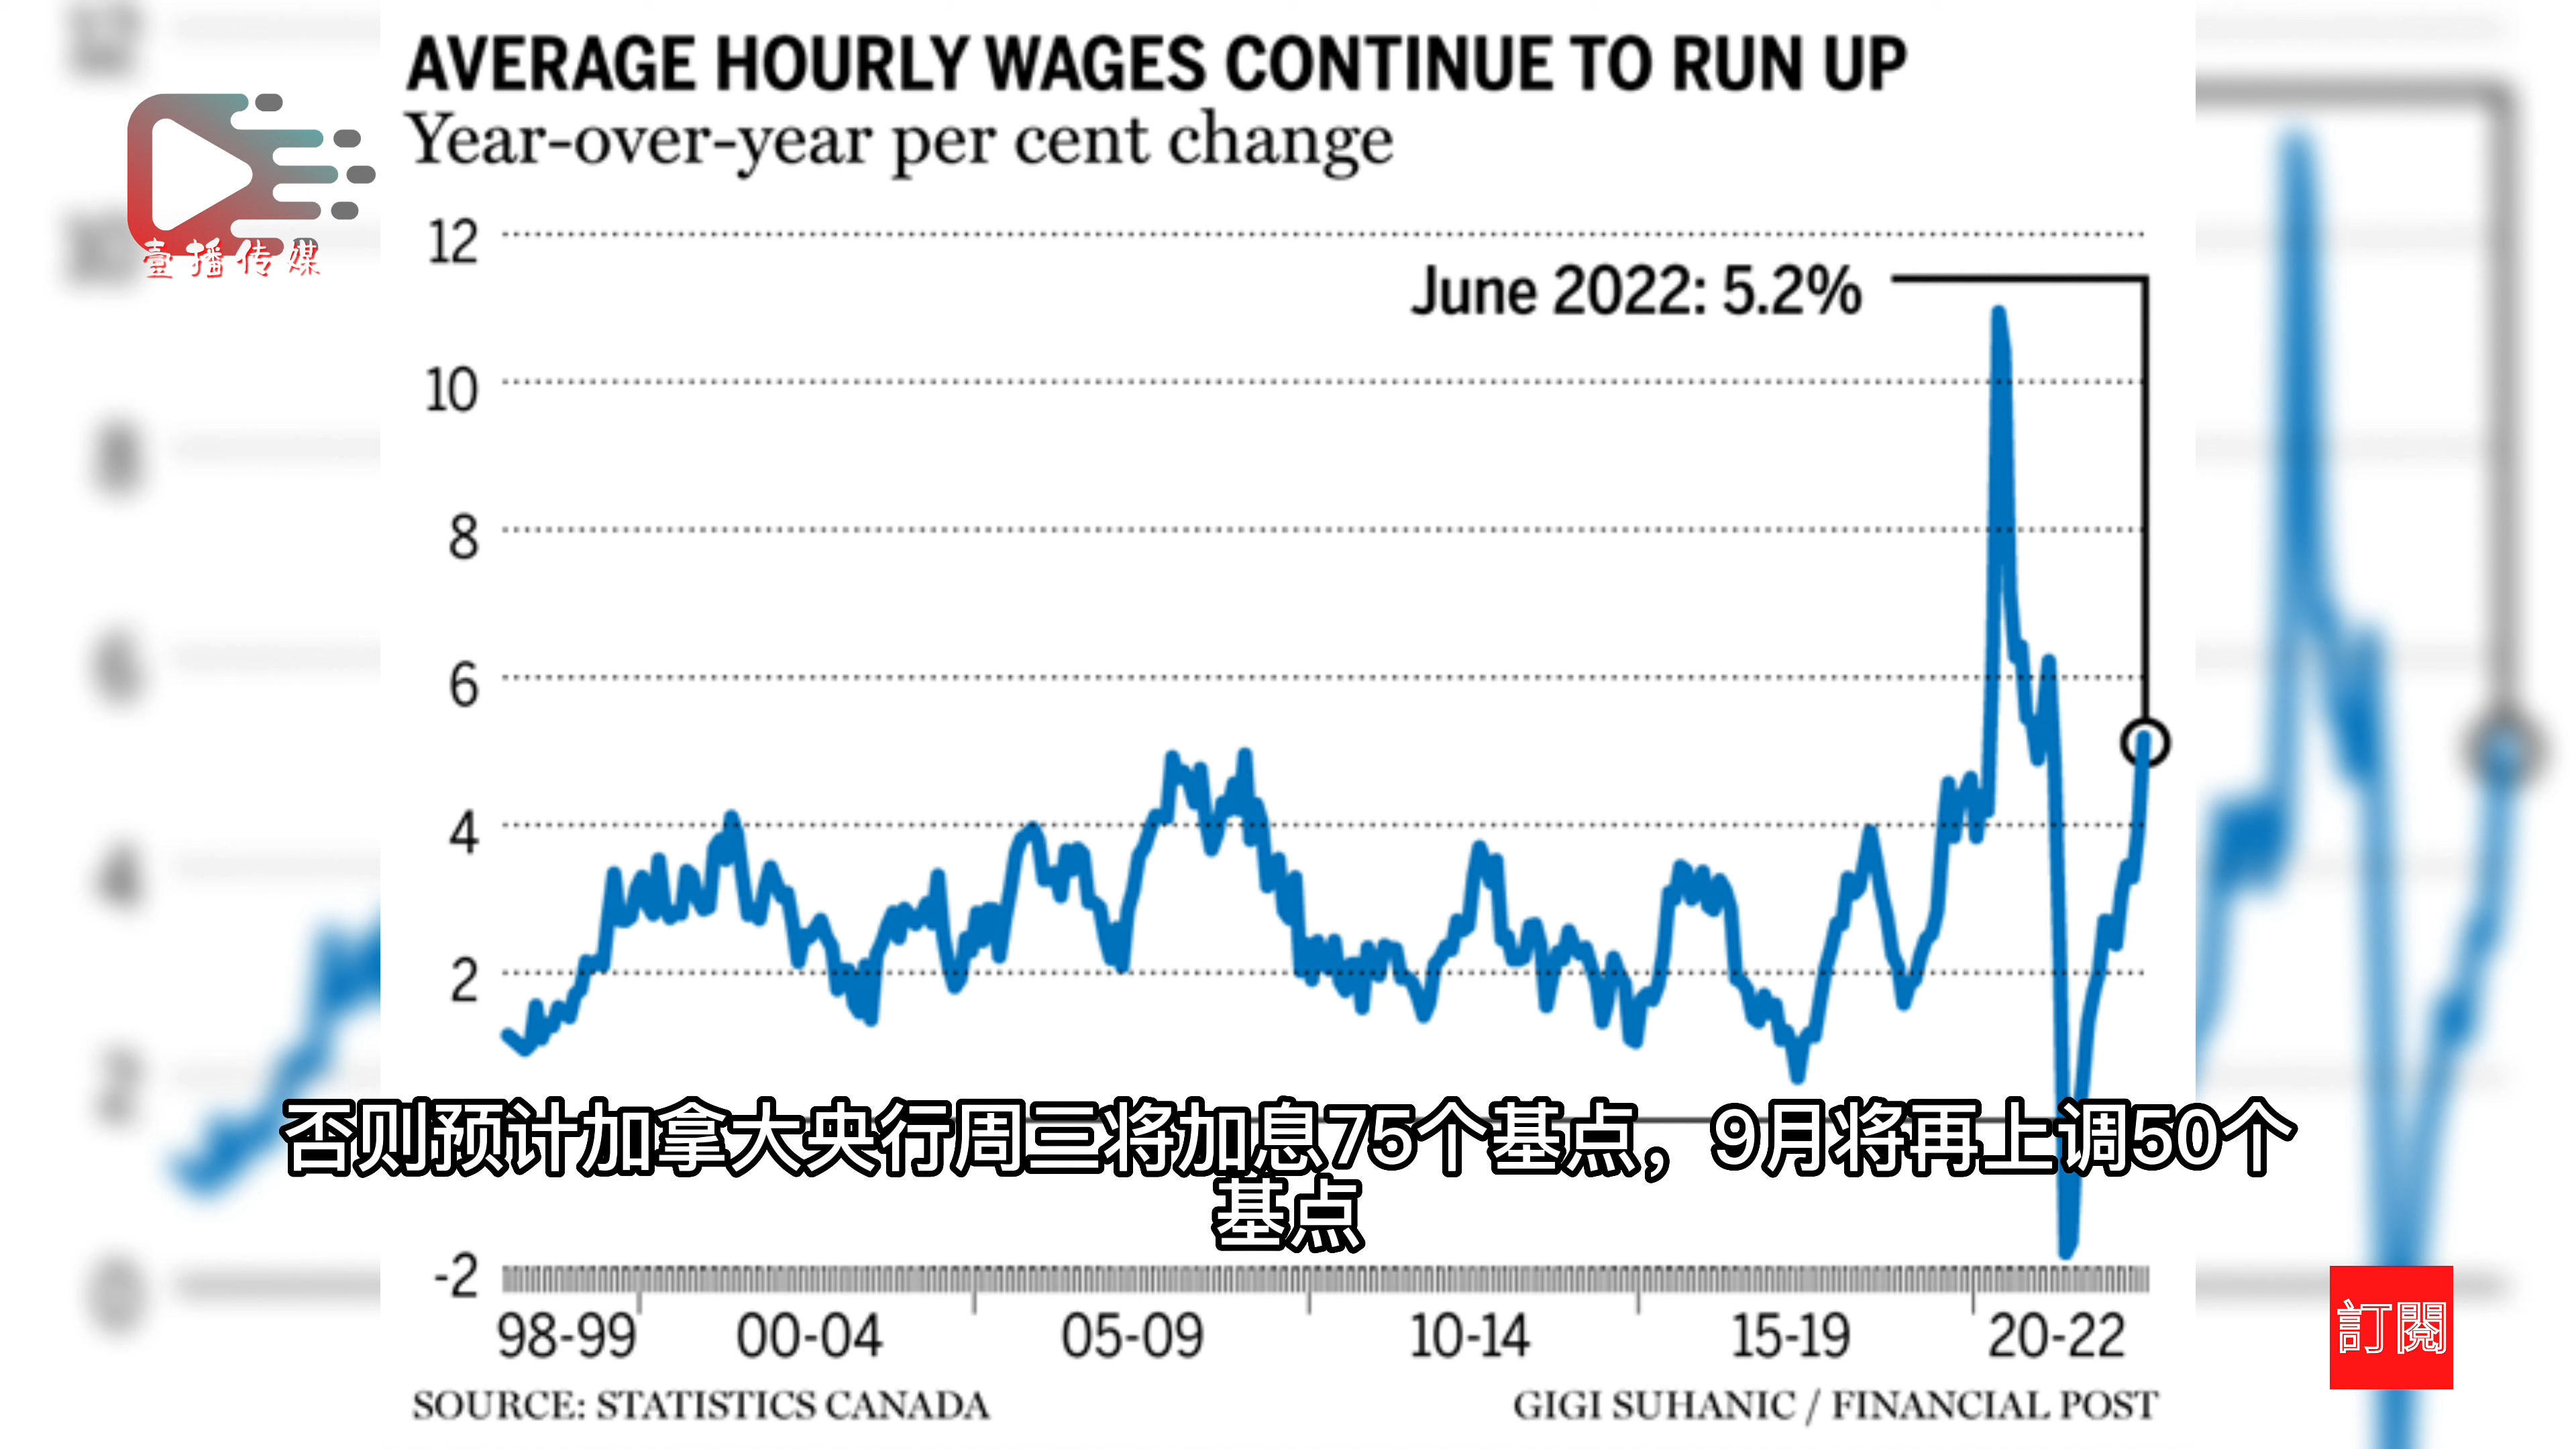 AVERAGE HOURLY WAGES CONTINUE TO RUN UP
Year-over-year per cent change
壹播传媒
12
June 2022: 5.2%
10
8
6
4
2
否则预计加拿大央行周三将加息75个基点，9月将再上调50个
基点
-2
98-99 00-04 05-09 10-14 15-19 20-22
訂閱
SOURCE: STATISTICS CANADA
GIGI SUHANIC / FINANCIAL POST